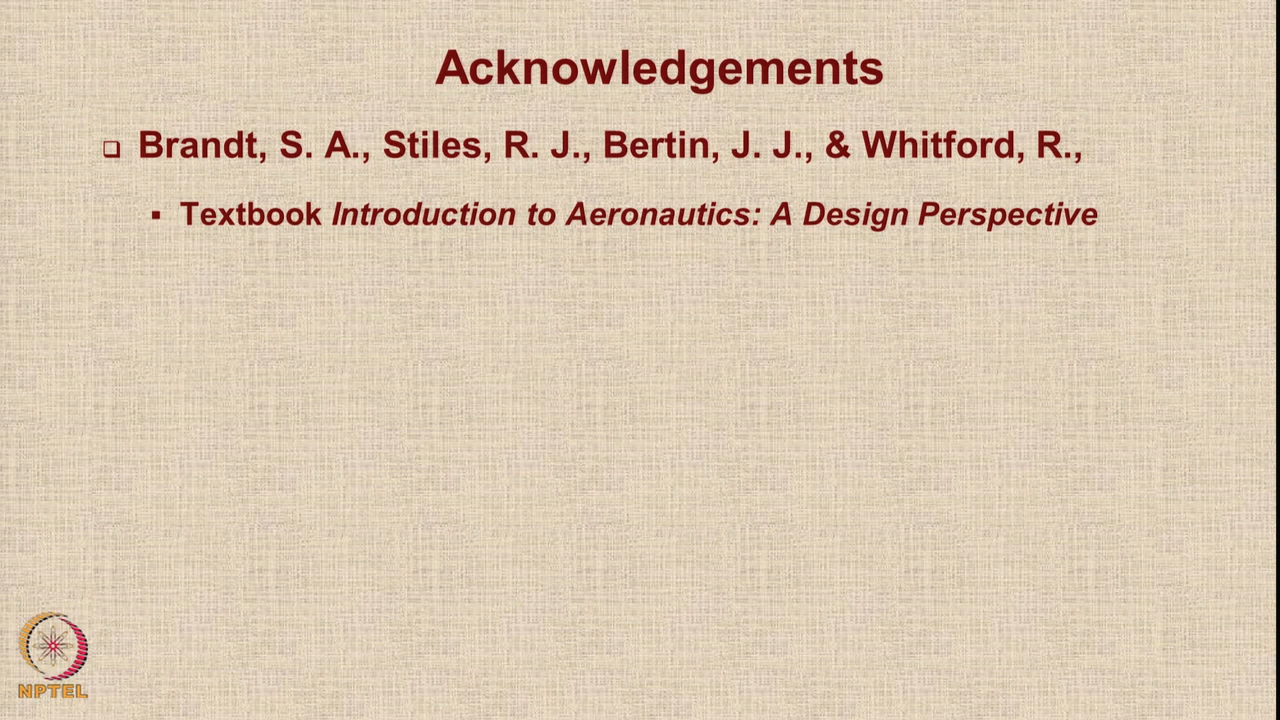 Acknowledgements
❑ Brandt, S. A., Stiles, R. J., Bertin, J. J., & Whitford, R.,
▪ Textbook Introduction to Aeronautics: A Design Perspective
NPTEL